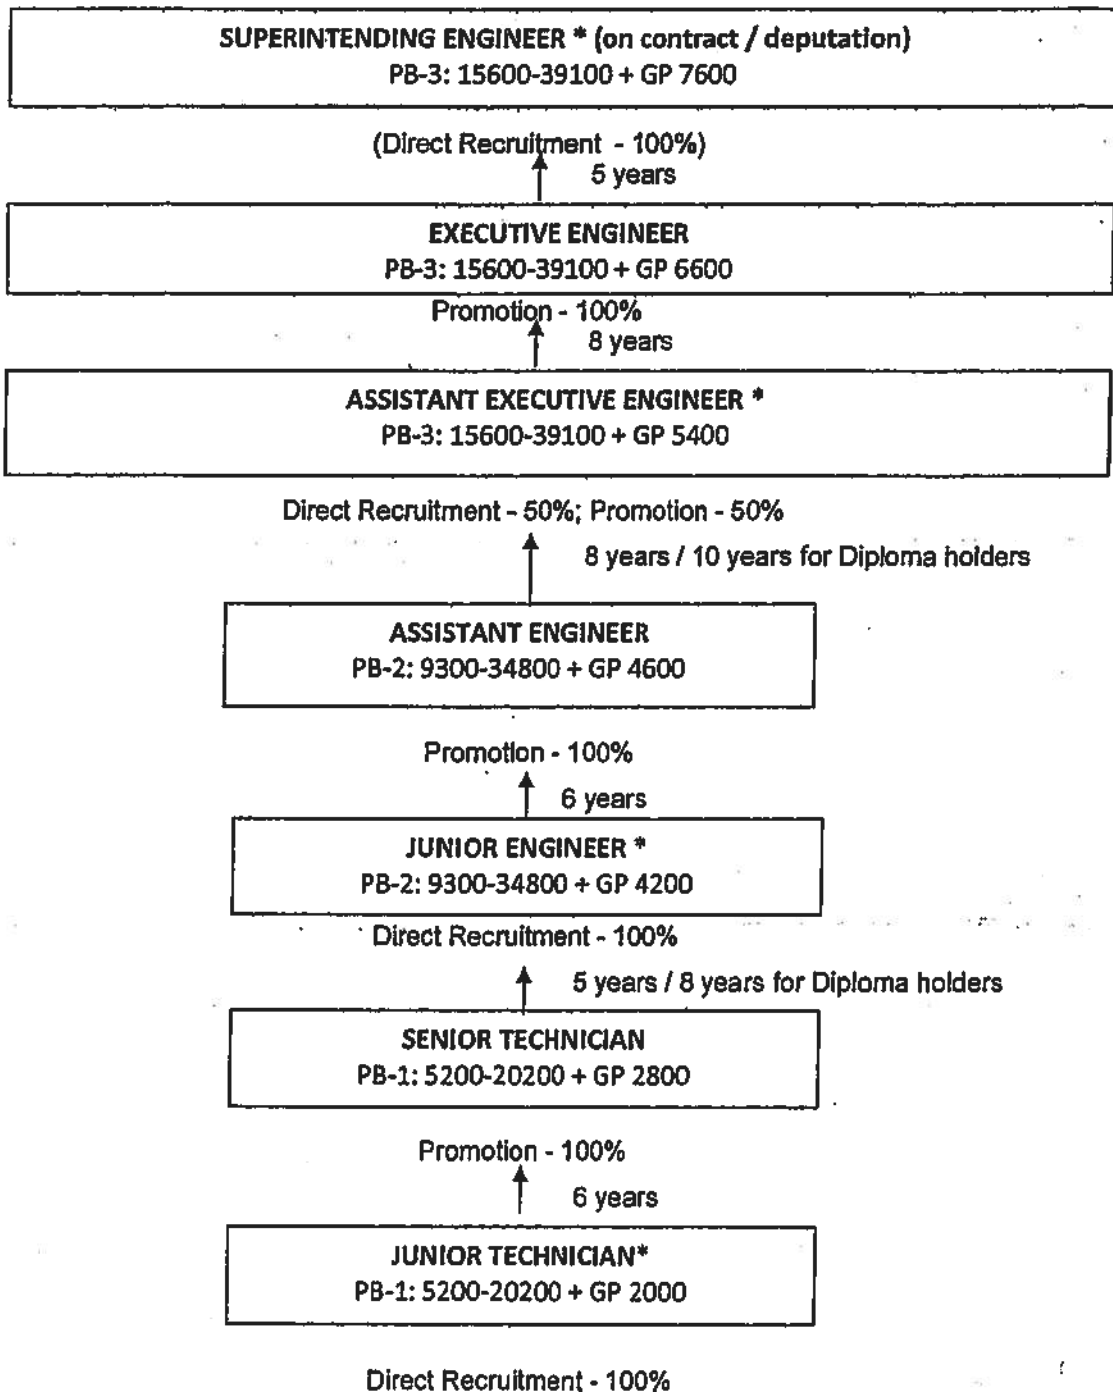 SUPERINTENDING ENGINEER * (on contract / deputation)
PB-3: 15600-39100 + GP 7600
(Direct Recruitment - 100%)
5 years
EXECUTIVE ENGINEER
PB-3: 15600-39100 + GP 6600
Promotion - 100%
8 years
ASSISTANT EXECUTIVE ENGINEER *
PB-3: 15600-39100 + GP 5400
Direct Recruitment - 50%; Promotion - 50%
8 years / 10 years for Diploma holders
ASSISTANT ENGINEER
PB-2: 9300-34800 + GP 4600
Promotion - 100%
6 years
JUNIOR ENGINEER *
PB-2: 9300-34800 + GP 4200
Direct Recruitment - 100%
5 years / 8 years for Diploma holders
SENIOR TECHNICIAN
PB-1: 5200-20200 + GP 2800
Promotion - 100%
6 years
JUNIOR TECHNICIAN*
PB-1: 5200-20200 + GP 2000
Direct Recruitment - 100%